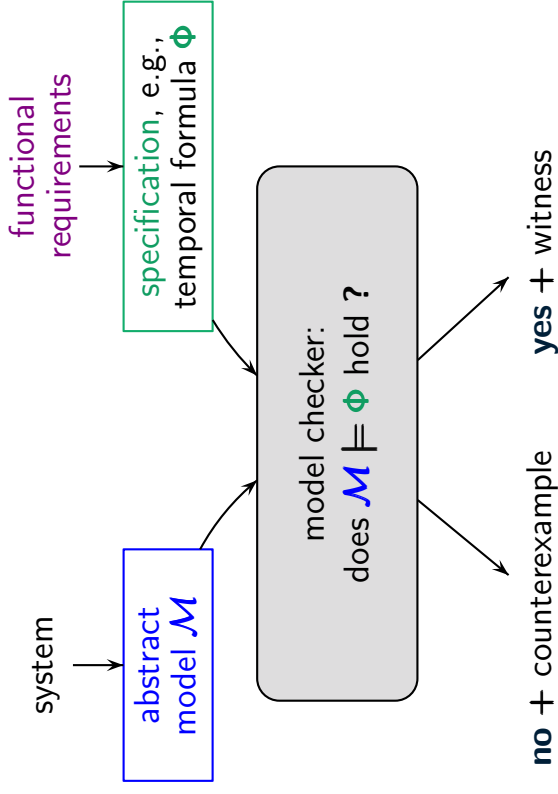 system
functional
requirements
abstract
model 𝓜
specification, e.g.,
temporal formula Φ
model checker:
does 𝓜 ⊨ Φ hold ?
no + counterexample
yes + witness